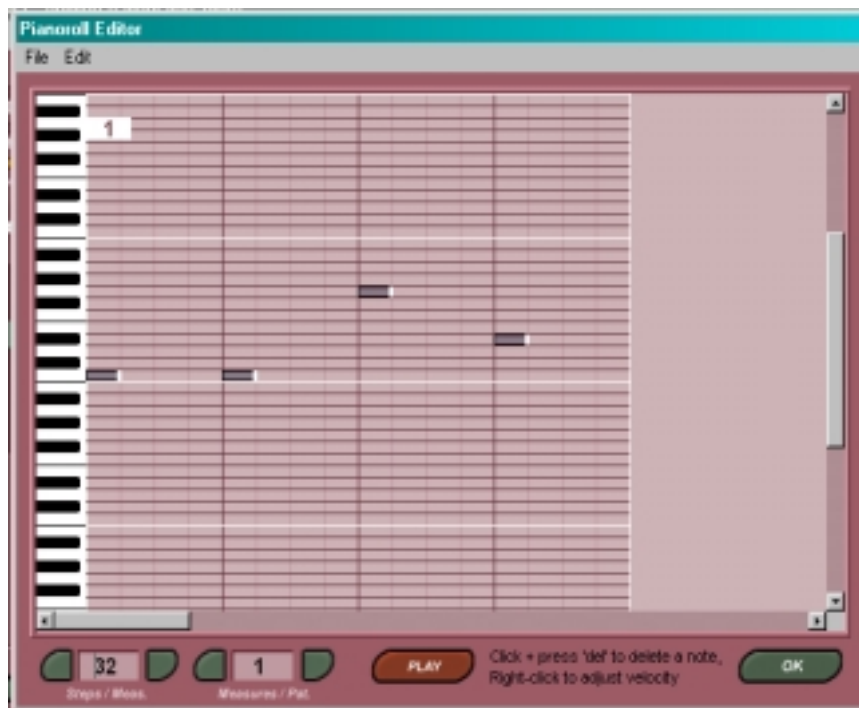 Pianoroll Editor
File Edit
1
32
1
PLAY
Click + press 'del' to delete a note,
Right-click to adjust velocity
OK
Steps / Meas.
Measures / Pat.